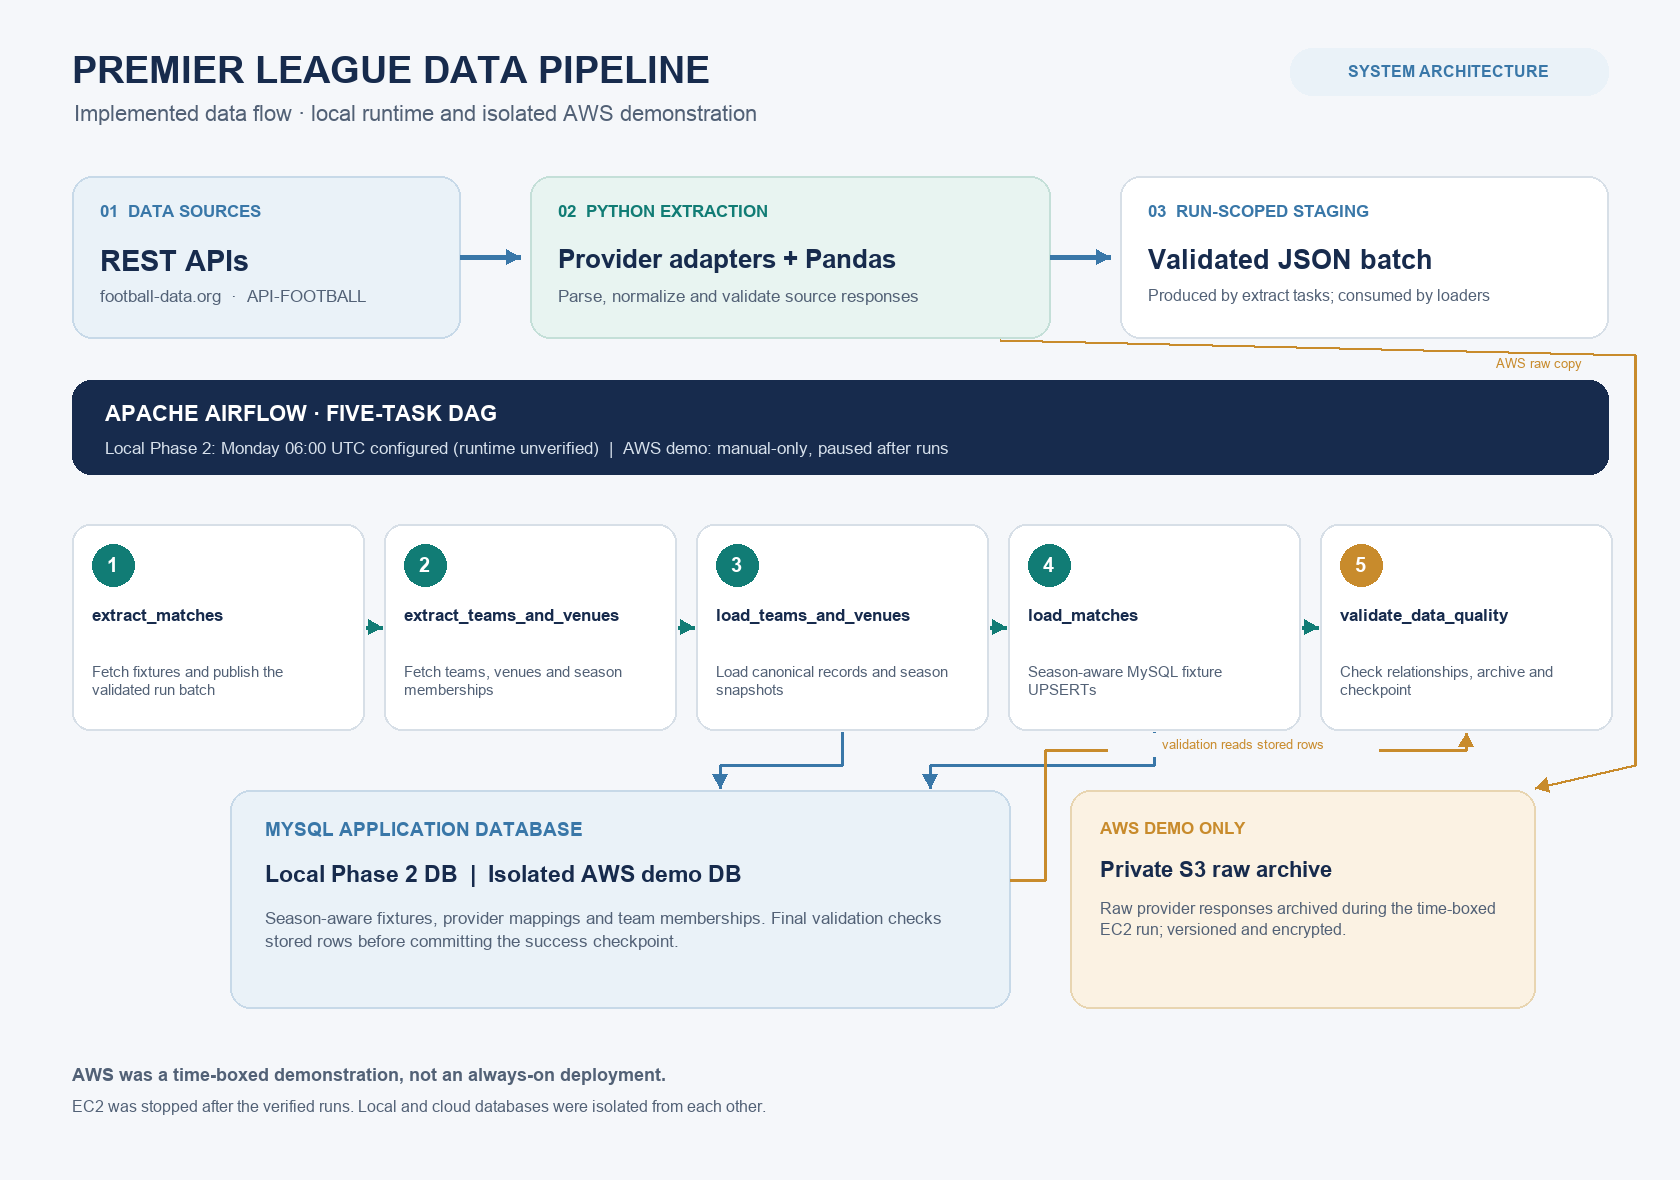 PREMIER LEAGUE DATA PIPELINE
SYSTEM ARCHITECTURE
Implemented data flow · local runtime and isolated AWS demonstration
01 DATA SOURCES
REST APIs
football-data.org · API-FOOTBALL
02 PYTHON EXTRACTION
Provider adapters + Pandas
Parse, normalize and validate source responses
03 RUN-SCOPED STAGING
Validated JSON batch
Produced by extract tasks; consumed by loaders
AWS raw copy
APACHE AIRFLOW · FIVE-TASK DAG
Local Phase 2: Monday 06:00 UTC configured (runtime unverified) | AWS demo: manual-only, paused after runs
1
extract_matches
Fetch fixtures and publish the
validated run batch
2
extract_teams_and_venues
Fetch teams, venues and season
memberships
3
load_teams_and_venues
Load canonical records and season
snapshots
4
load_matches
Season-aware MySQL fixture
UPSERTs
5
validate_data_quality
Check relationships, archive and
checkpoint
validation reads stored rows
MYSQL APPLICATION DATABASE
Local Phase 2 DB | Isolated AWS demo DB
Season-aware fixtures, provider mappings and team memberships. Final validation checks
stored rows before committing the success checkpoint.
AWS DEMO ONLY
Private S3 raw archive
Raw provider responses archived during the time-boxed
EC2 run; versioned and encrypted.
AWS was a time-boxed demonstration, not an always-on deployment.
EC2 was stopped after the verified runs. Local and cloud databases were isolated from each other.